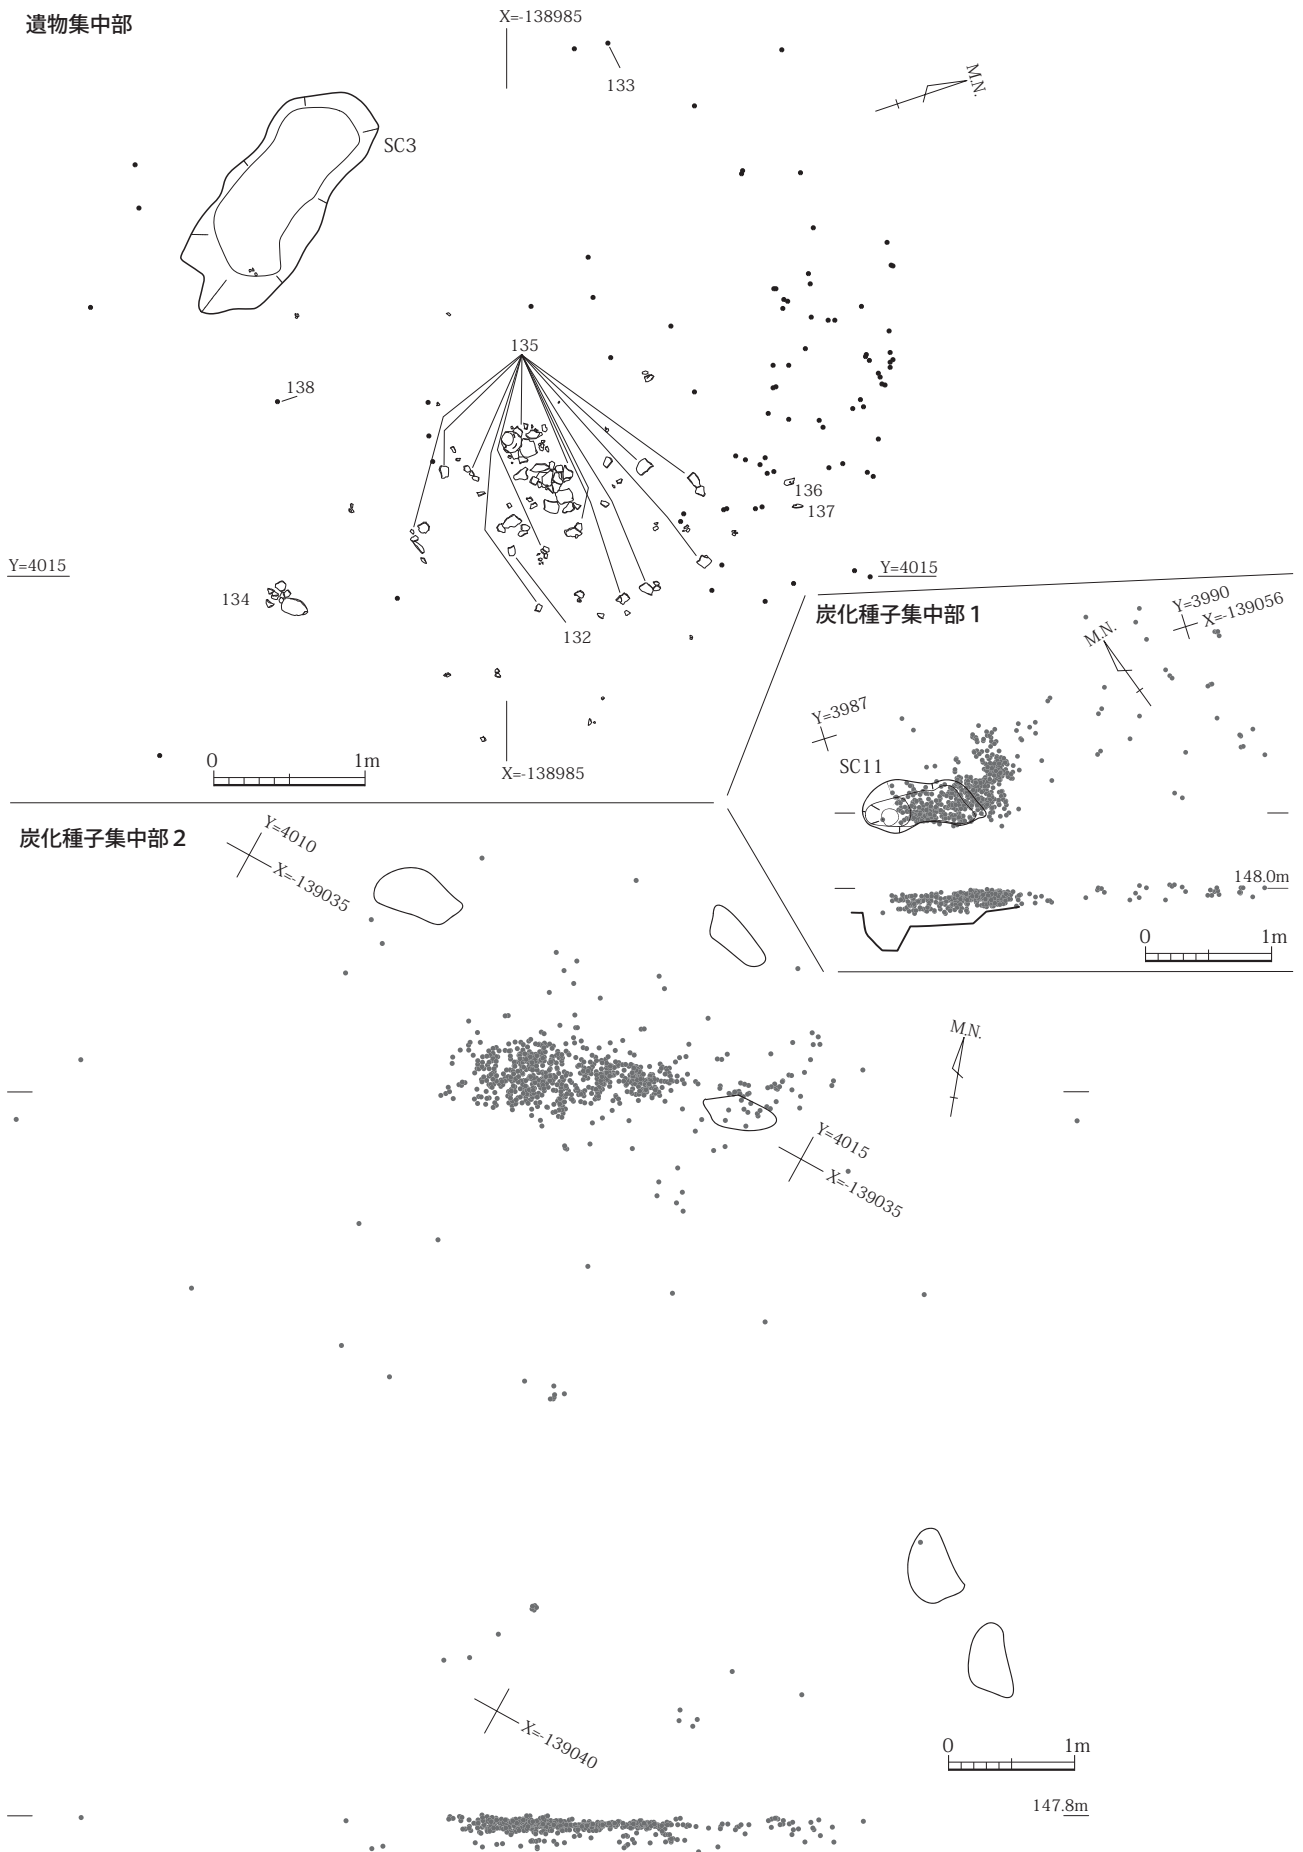 遺物集中部
X=-138985
133
M.N.
SC3
135
138
136
137
Y=4015
Y=4015
134
132
0 1m
X=-138985
炭化種子集中部1
Y=3990
X=-139056
M.N.
Y=3987
SC11
148.0m
0 1m
炭化種子集中部2
Y=4010
X=-139035
M.N.
Y=4015
X=-139035
X=-139040
0 1m
147.8m